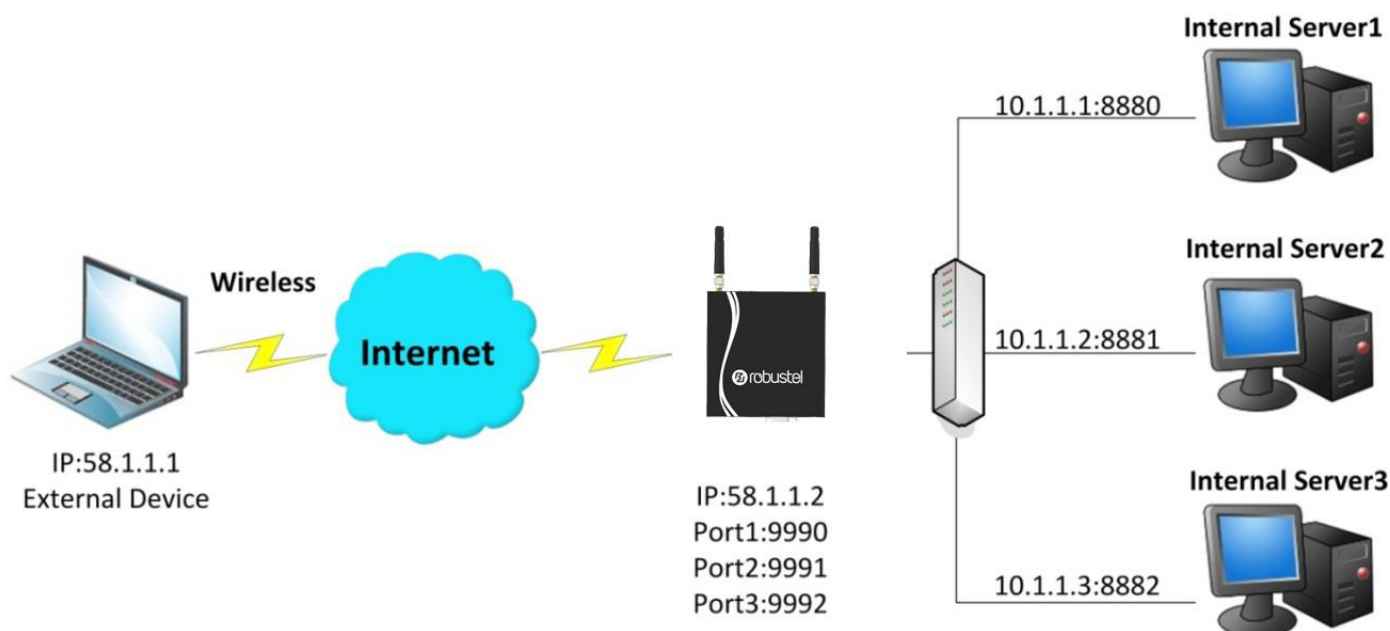 Wireless
Internet
IP:58.1.1.1
External Device
robustel
IP:58.1.1.2
Port1:9990
Port2:9991
Port3:9992
Internal Server1
10.1.1.1:8880
Internal Server2
10.1.1.2:8881
Internal Server3
10.1.1.3:8882